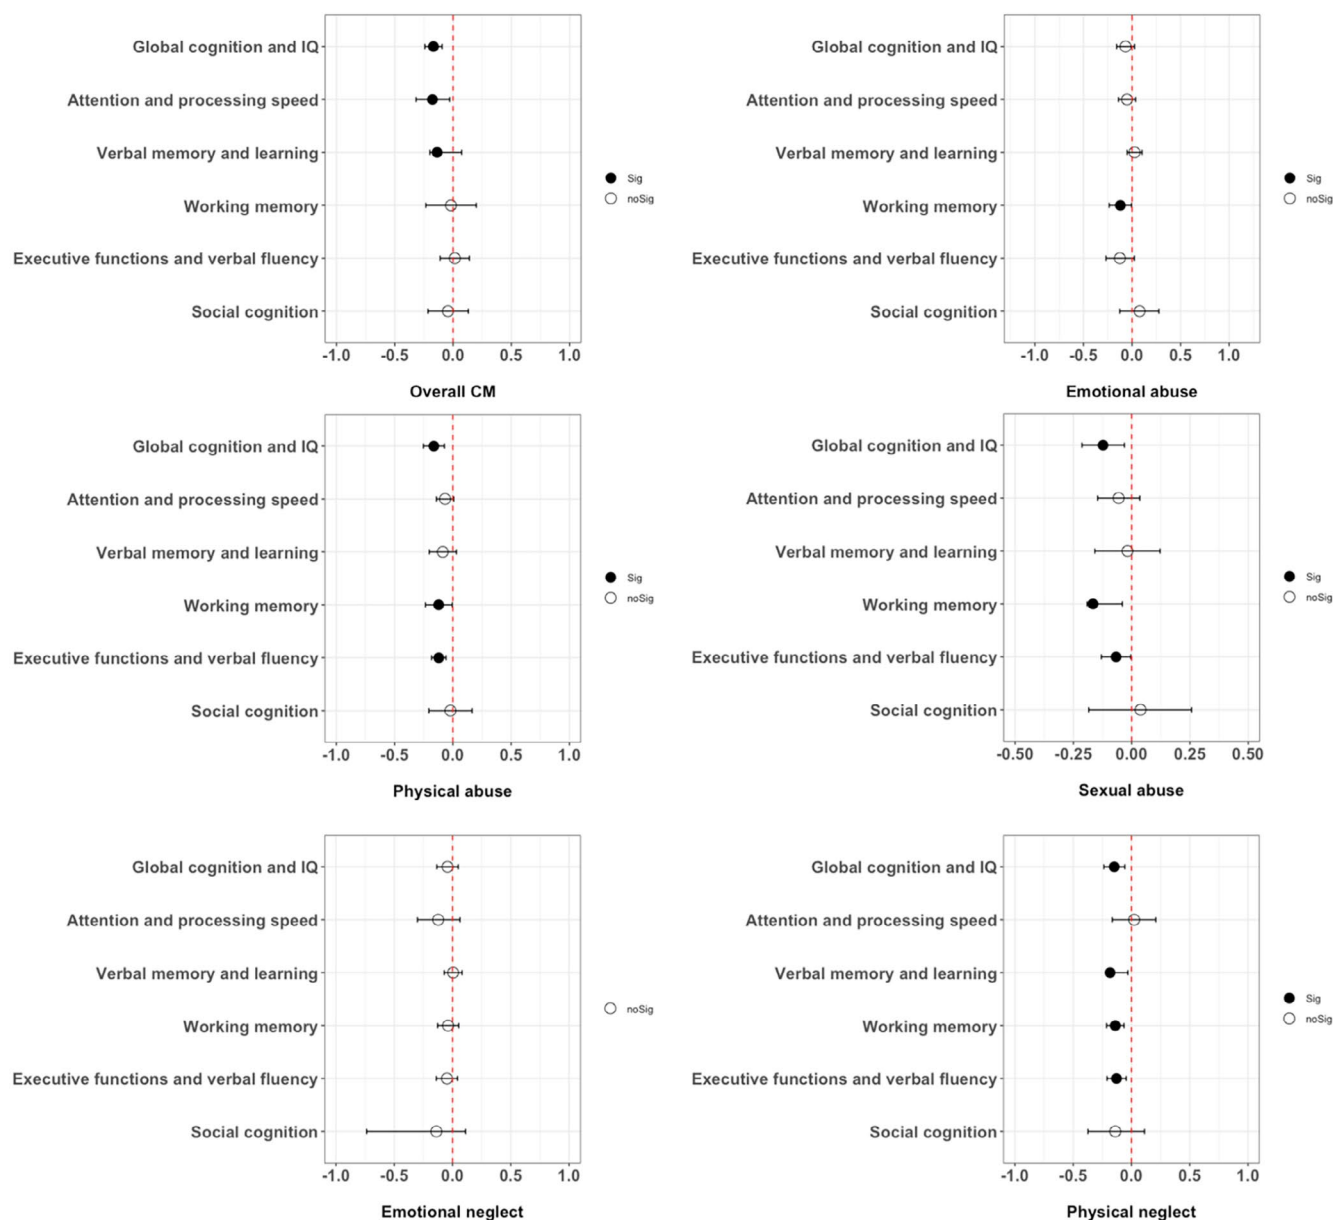 Global cognition and IQ
Attention and processing speed
Verbal memory and learning
Working memory
Executive functions and verbal fluency
Social cognition
Sig
noSig
-1.0 -0.5 0.0 0.5 1.0
Overall CM
Global cognition and IQ
Attention and processing speed
Verbal memory and learning
Working memory
Executive functions and verbal fluency
Social cognition
Sig
noSig
-1.0 -0.5 0.0 0.5 1.0
Emotional abuse
Global cognition and IQ
Attention and processing speed
Verbal memory and learning
Working memory
Executive functions and verbal fluency
Social cognition
Sig
noSig
-1.0 -0.5 0.0 0.5 1.0
Physical abuse
Global cognition and IQ
Attention and processing speed
Verbal memory and learning
Working memory
Executive functions and verbal fluency
Social cognition
Sig
noSig
-0.50 -0.25 0.00 0.25 0.50
Sexual abuse
Global cognition and IQ
Attention and processing speed
Verbal memory and learning
Working memory
Executive functions and verbal fluency
Social cognition
noSig
-1.0 -0.5 0.0 0.5 1.0
Emotional neglect
Global cognition and IQ
Attention and processing speed
Verbal memory and learning
Working memory
Executive functions and verbal fluency
Social cognition
Sig
noSig
-1.0 -0.5 0.0 0.5 1.0
Physical neglect